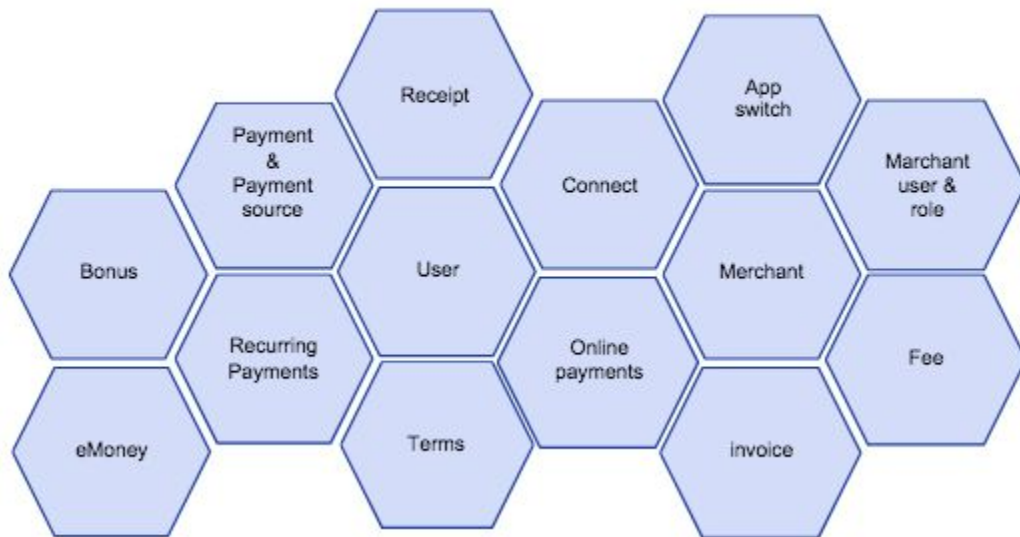 Receipt
App
switch
Payment
&
Payment
source
Connect
Marchant
user &
role
Bonus
User
Merchant
Recurring
Payments
Online
payments
Fee
eMoney
Terms
invoice